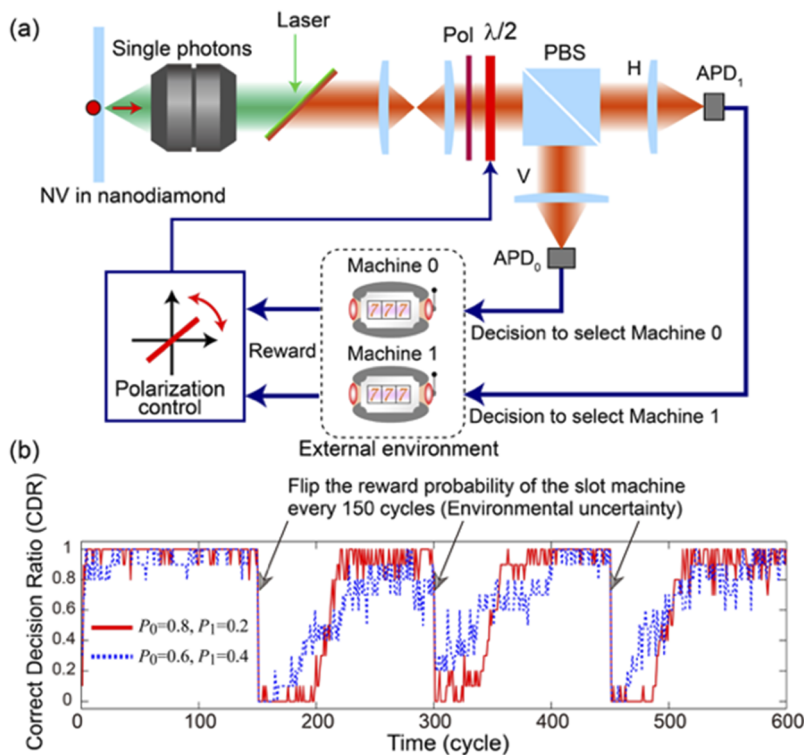 (a)
Laser
Single photons
Pol λ/2
PBS
H
APD₁
NV in nanodiamond
V
APD₀
Machine 0
777
Decision to select Machine 0
Reward
Machine 1
777
Polarization
control
Decision to select Machine 1
External environment
(b)
Flip the reward probability of the slot machine
every 150 cycles (Environmental uncertainty)
Correct Decision Ratio (CDR)
1
0.8
0.6
0.4
0.2
0
P₀=0.8, P₁=0.2
P₀=0.6, P₁=0.4
0 100 200 300 400 500 600
Time (cycle)